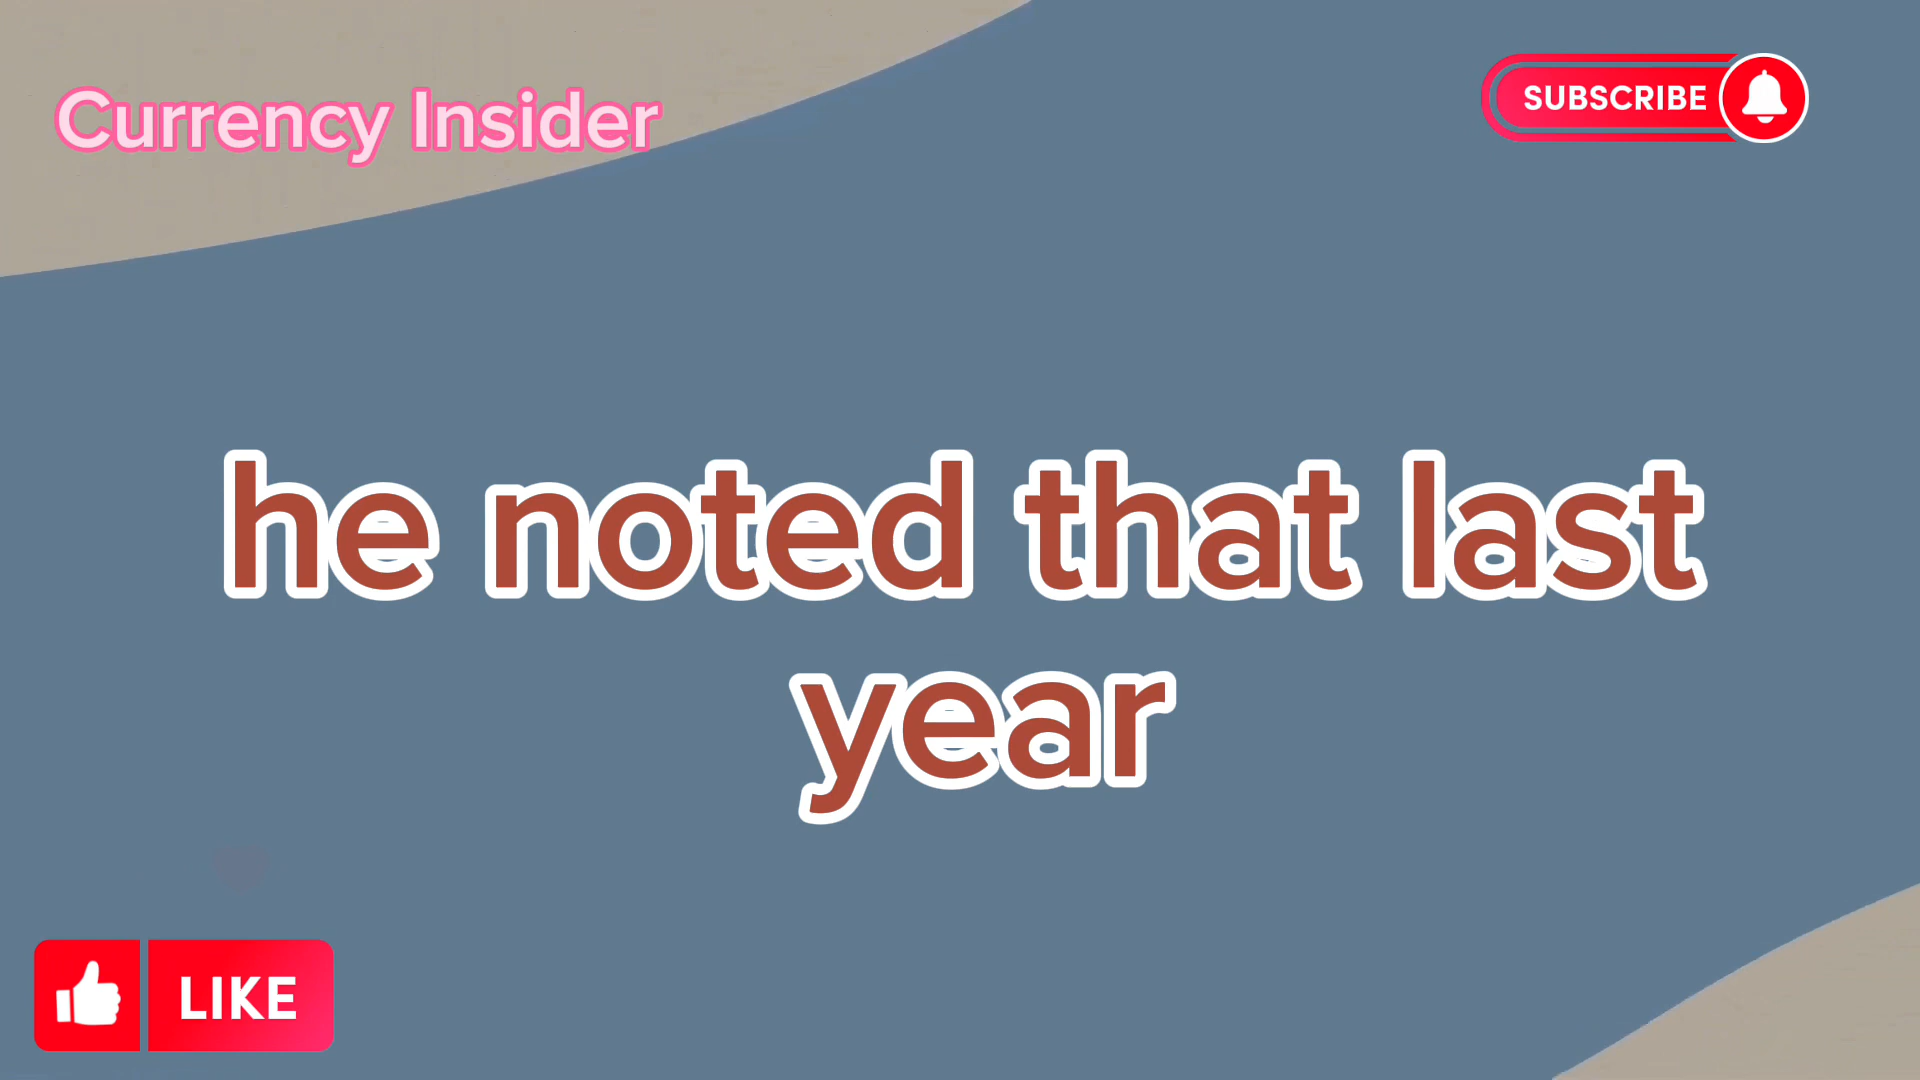 Currency Insider
SUBSCRIBE
he noted that last
year
LIKE